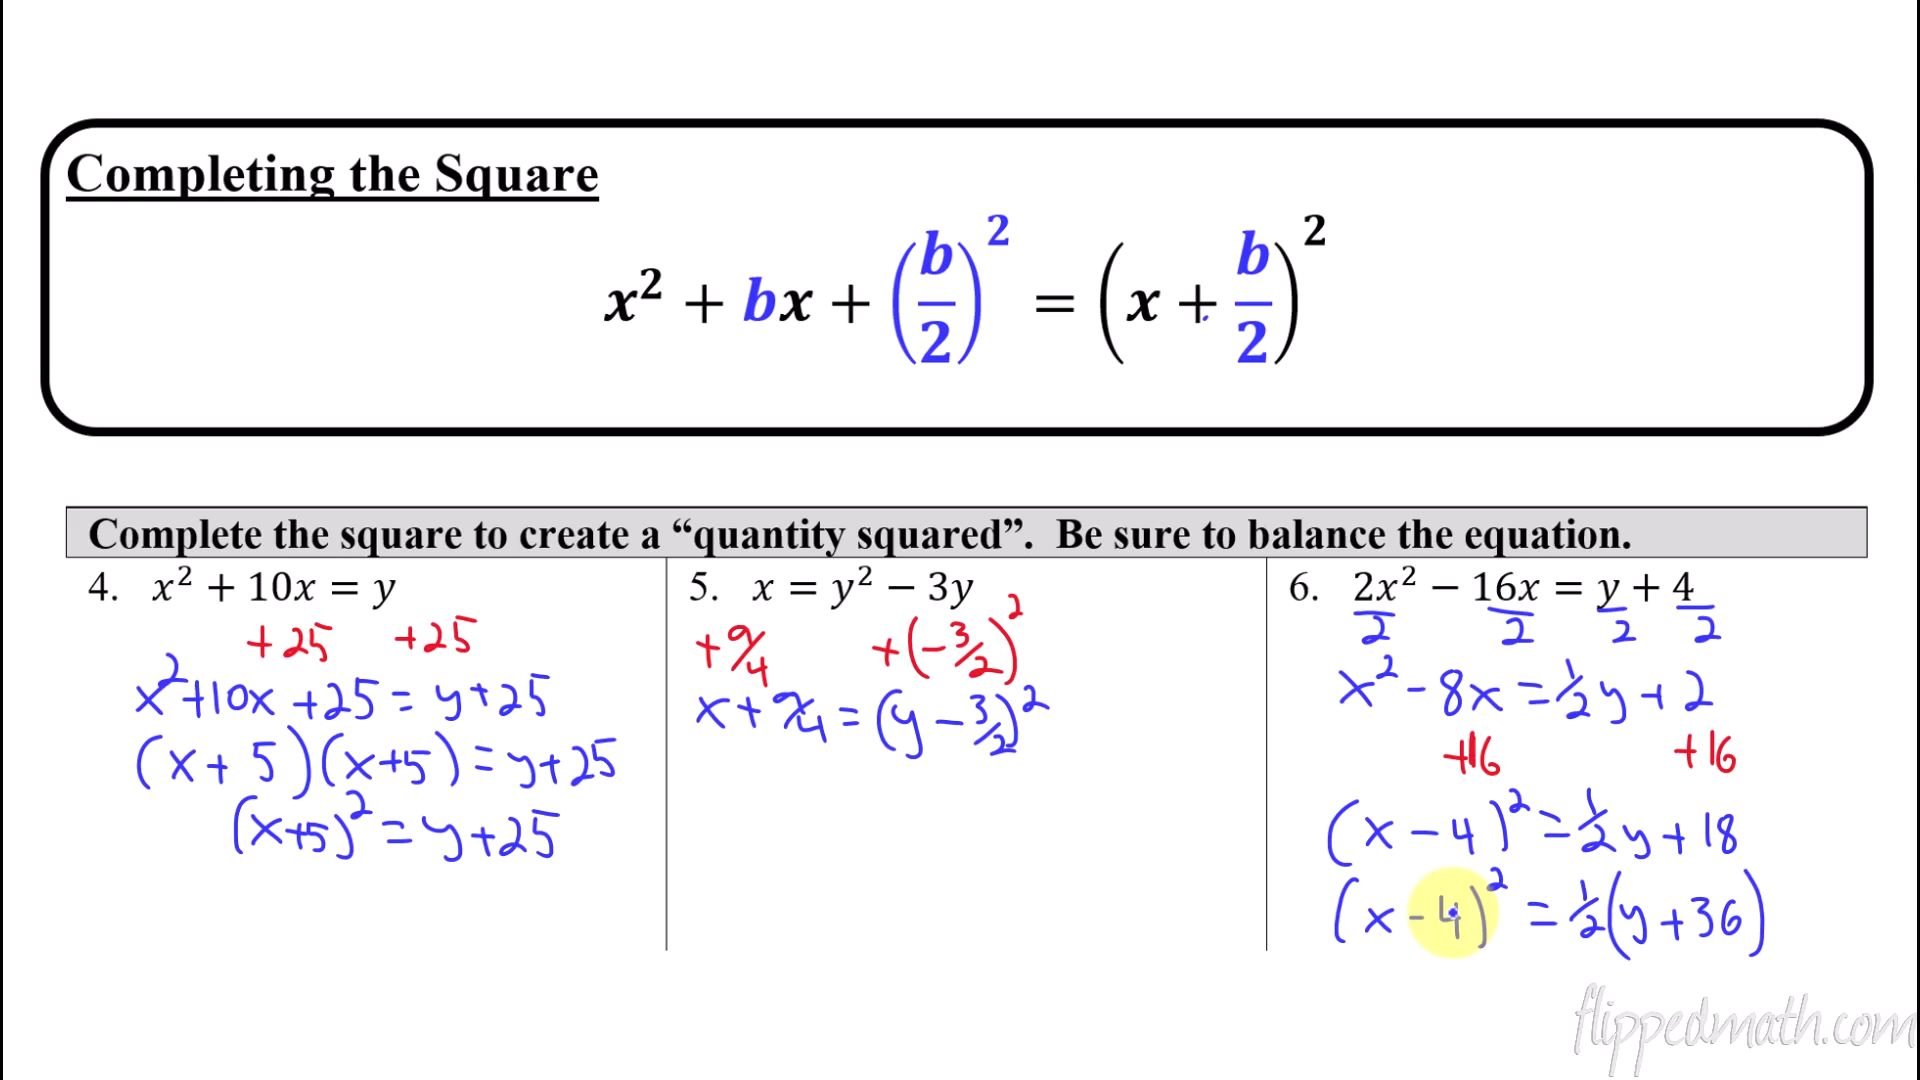 Completing the Square
x² + bx + (b/2)² = (x + b/2)²
Complete the square to create a “quantity squared”. Be sure to balance the equation.
4. x² + 10x = y
+25 +25
x²+10x +25 = y+25
(x + 5)(x+5) = y+25
(x+5)² = y+25
5. x = y² − 3y
+9/4 +(−3/2)²
x + 9/4 = (y − 3/2)²
6. 2x² − 16x = y + 4
2 2 2 2
x² − 8x = 1/2 y + 2
+16 +16
(x − 4)² = 1/2 y + 18
(x − 4)² = 1/2 (y + 36)
flippedmath.com